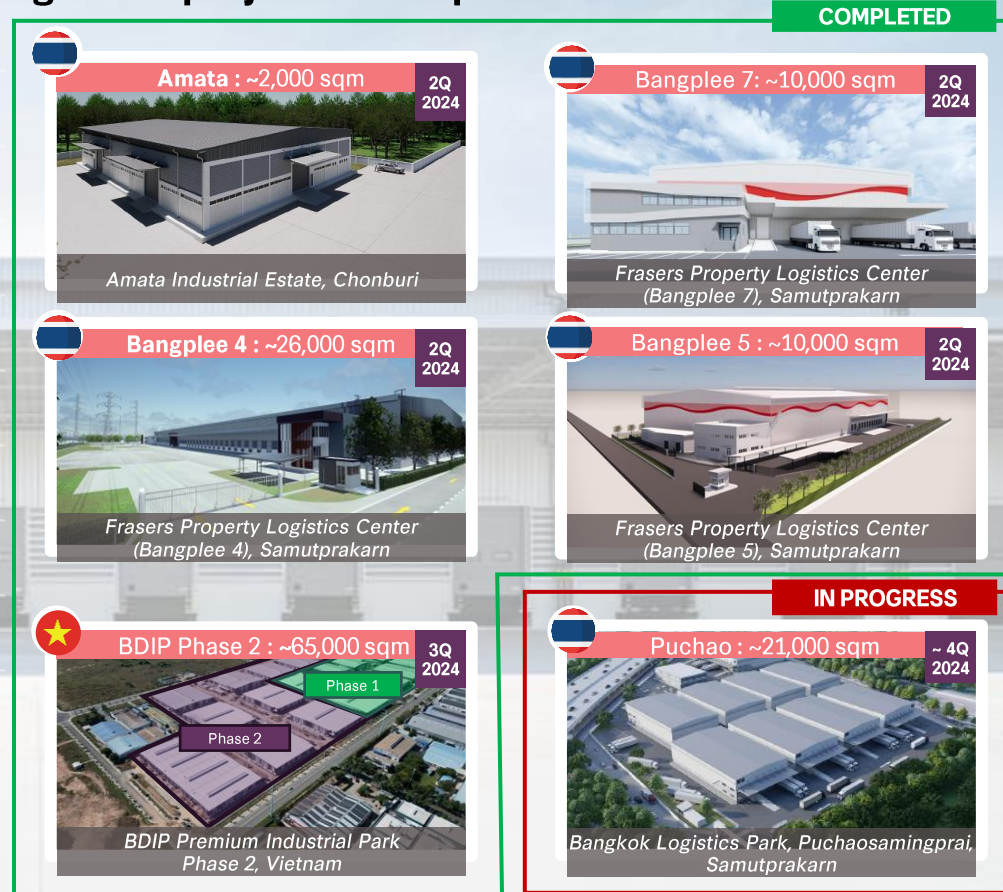 COMPLETED
Amata : ~2,000 sqm
2Q
2024
Amata Industrial Estate, Chonburi
Bangplee 7: ~10,000 sqm
2Q
2024
Frasers Property Logistics Center
(Bangplee 7), Samutprakarn
Bangplee 4 : ~26,000 sqm
2Q
2024
Frasers Property Logistics Center
(Bangplee 4), Samutprakarn
Bangplee 5 : ~10,000 sqm
2Q
2024
Frasers Property Logistics Center
(Bangplee 5), Samutprakarn
BDIP Phase 2 : ~65,000 sqm
3Q
2024
Phase 1
Phase 2
BDIP Premium Industrial Park
Phase 2, Vietnam
IN PROGRESS
Puchao : ~21,000 sqm
~ 4Q
2024
Bangkok Logistics Park, Puchaosamingprai,
Samutprakarn